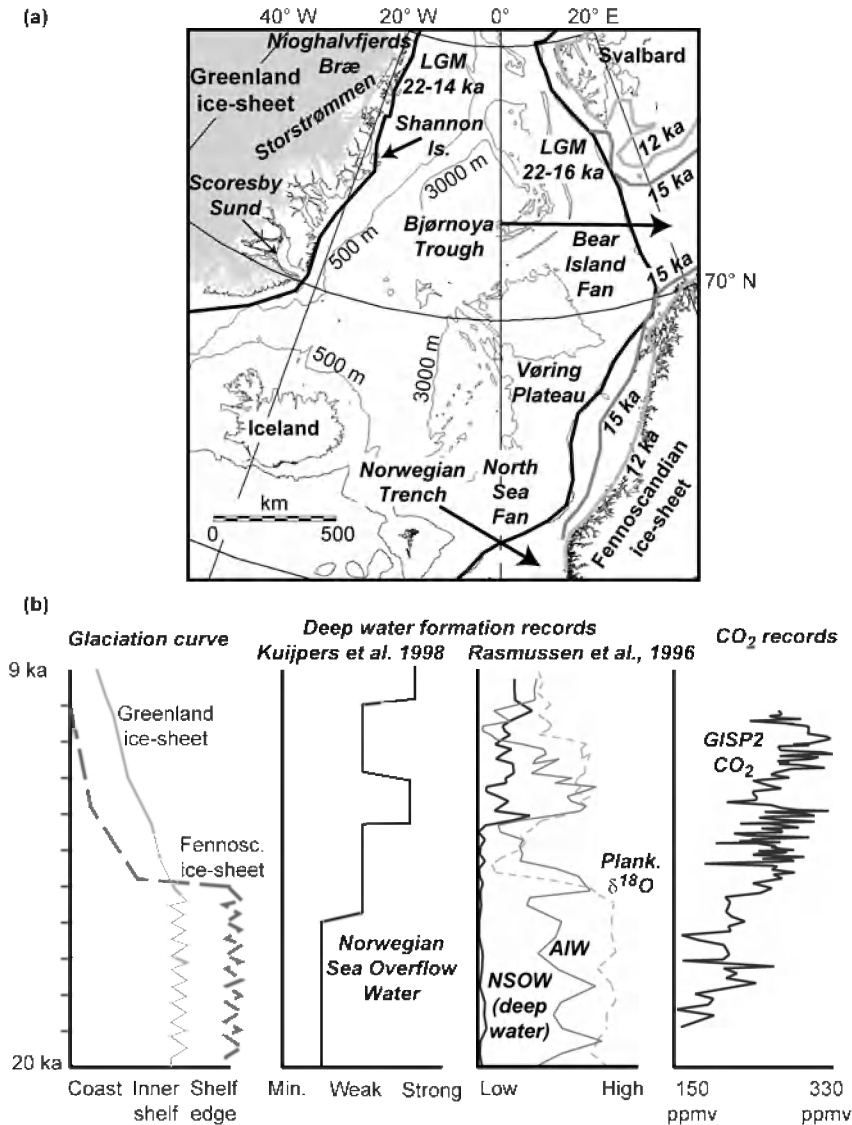 (a)
40° W
20° W
0°
20° E
Nioghalvfjerds
Bræ
Greenland
ice-sheet
Storstrømmen
LGM
22-14 ka
Shannon
Is.
Scoresby
Sund
500 m
3000 m
Svalbard
12 ka
LGM
22-16 ka
15 ka
Bjørnoya
Trough
Bear
Island
Fan
15 ka
70° N
500 m
3000 m
Vøring
Plateau
15 ka
12 ka
Iceland
Norwegian
Trench
North
Sea
Fan
Fennoscandian
ice-sheet
km
0
500
(b)
Glaciation curve
Deep water formation records
Kuijpers et al. 1998
Rasmussen et al., 1996
CO2 records
9 ka
Greenland
ice-sheet
Fennosc.
ice-sheet
20 ka
Coast
Inner
shelf
Shelf
edge
Norwegian
Sea Overflow
Water
Min.
Weak
Strong
Plank.
δ18O
AIW
NSOW
(deep
water)
Low
High
GISP2
CO2
150
ppmv
330
ppmv